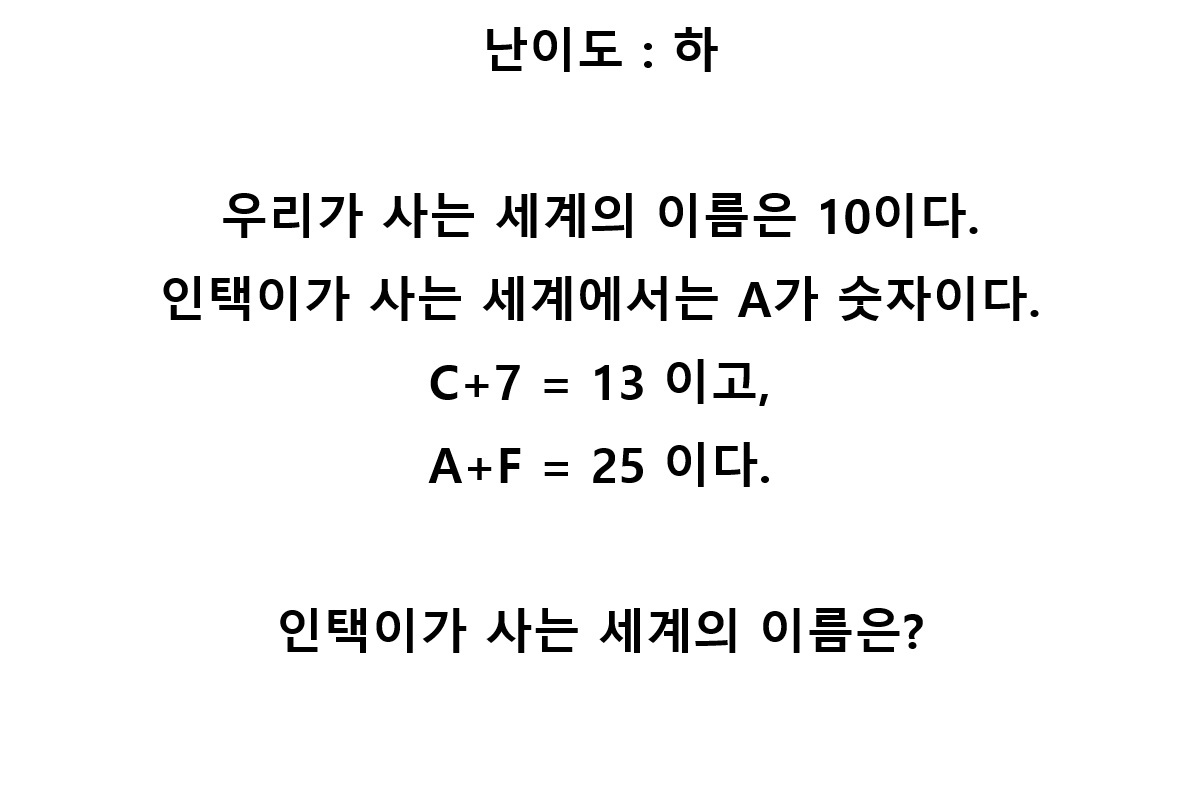 난이도 : 하
우리가 사는 세계의 이름은 10이다.
인택이가 사는 세계에서는 A가 숫자이다.
C+7 = 13 이고,
A+F = 25 이다.
인택이가 사는 세계의 이름은?